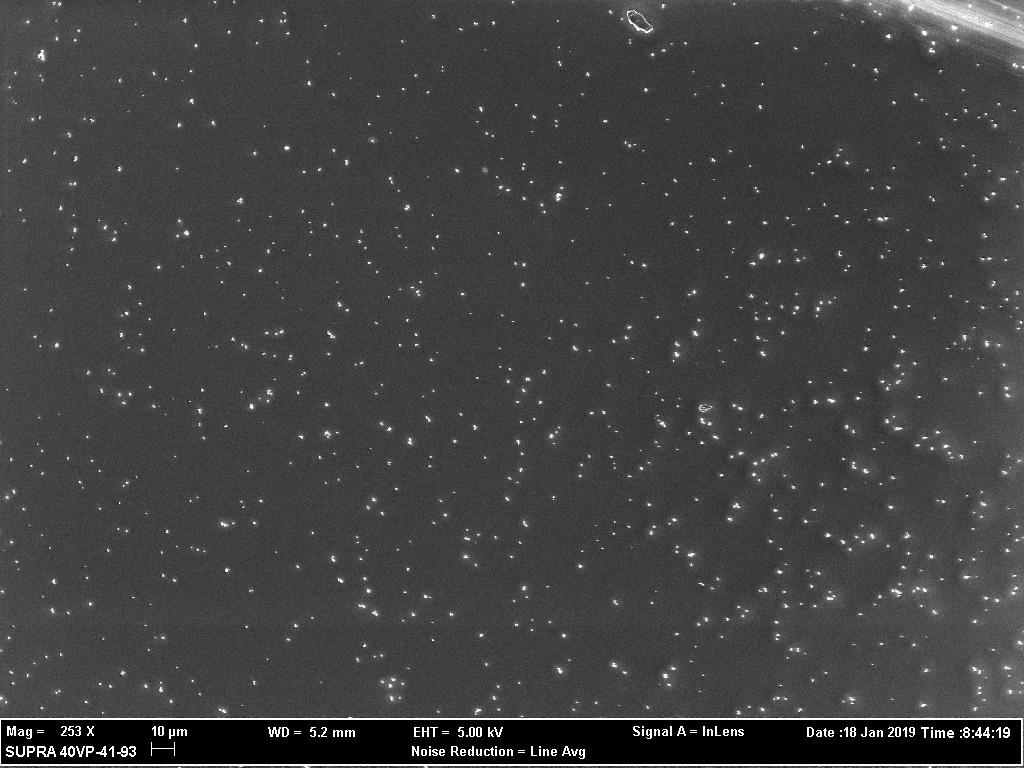 Mag = 253 X 10 µm WD = 5.2 mm EHT = 5.00 kV Signal A = InLens Date :18 Jan 2019 Time :8:44:19
SUPRA 40VP-41-93 Noise Reduction = Line Avg